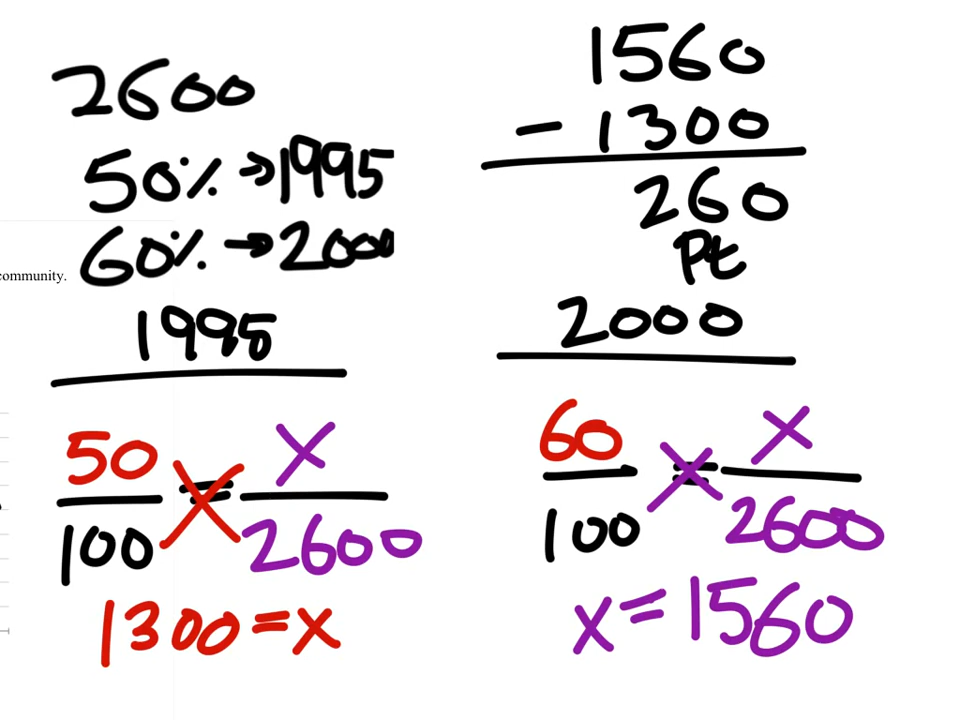 2600
50% → 1995
60% → 2000
community.
1995
50/100 = x/2600
1300 = x
1560
- 1300
260
Pt
2000
60/100 = x/2600
x = 1560